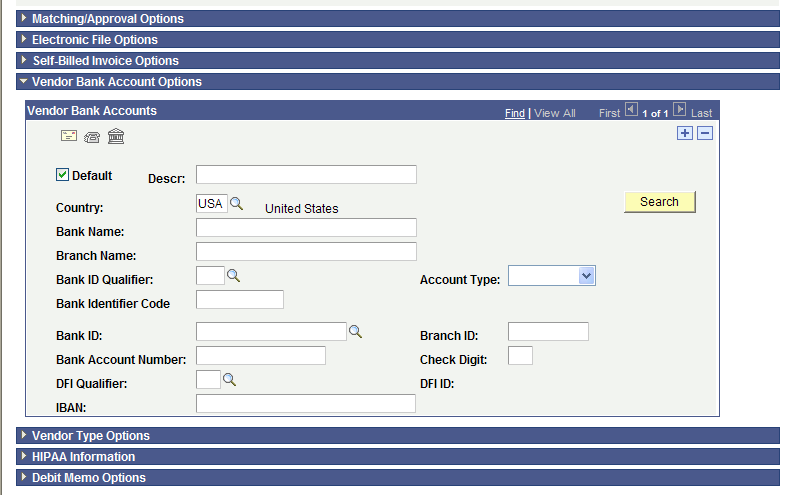 Matching/Approval Options
Electronic File Options
Self-Billed Invoice Options
Vendor Bank Account Options
Vendor Bank Accounts Find | View All First 1 of 1 Last
Default Descr:
Country: USA United States Search
Bank Name:
Branch Name:
Bank ID Qualifier: Account Type:
Bank Identifier Code
Bank ID: Branch ID:
Bank Account Number: Check Digit:
DFI Qualifier: DFI ID:
IBAN:
Vendor Type Options
HIPAA Information
Debit Memo Options